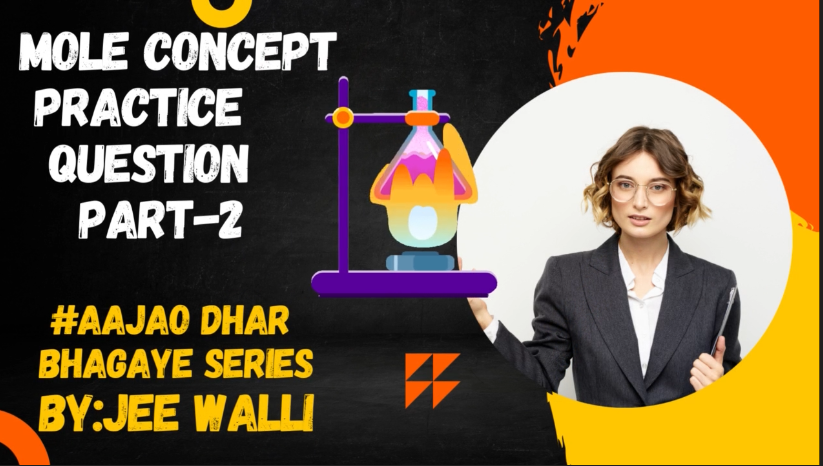 MOLE CONCEPT
PRACTICE
QUESTION
PART-2
#AAJAO DHAR
BHAGAYE SERIES
BY:JEE WALLI